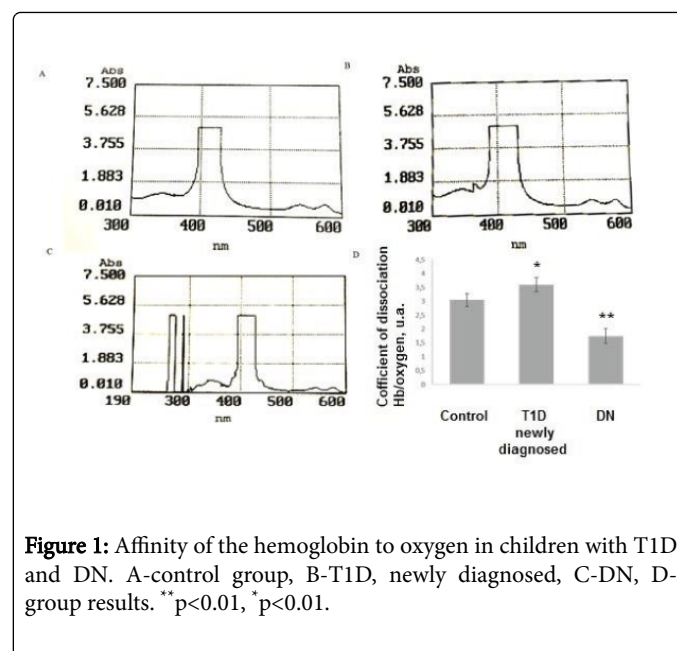 A
Abs
7.500
5.628
3.755
1.883
0.010
300 400 500 600
nm
B
Abs
7.500
5.628
3.755
1.883
0.010
300 400 500 600
nm
C
Abs
7.500
5.628
3.755
1.883
0.010
190 300 400 500 600
nm
D
Cofficient of dissociation
Hb/oxygen, u.a.
4,5
4
3,5
3
2,5
2
1,5
1
0,5
0
*
**
Control T1D DN
newly
diagnosed
Figure 1: Affinity of the hemoglobin to oxygen in children with T1D
and DN. A-control group, B-T1D, newly diagnosed, C-DN, D-
group results. **p<0.01, *p<0.01.